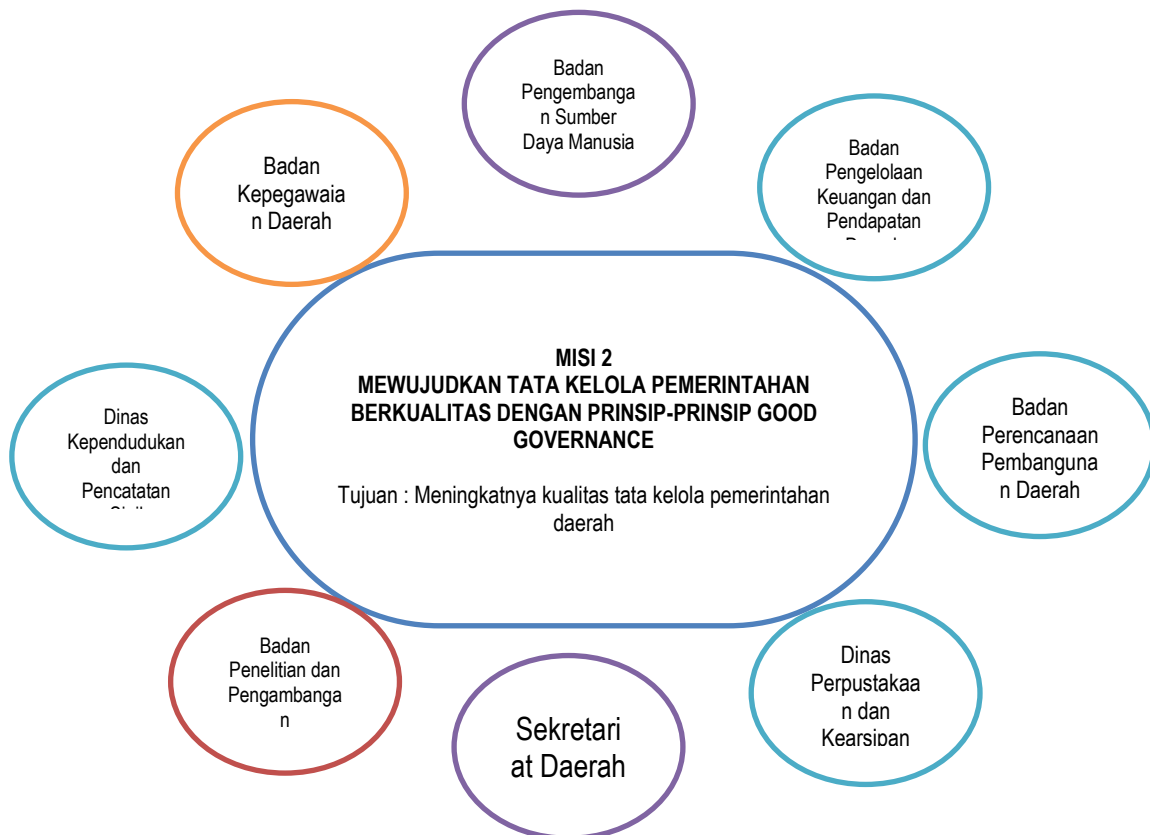 Badan
Pengembanga
n Sumber
Daya Manusia
Badan
Kepegawaia
n Daerah
Badan
Pengelolaan
Keuangan dan
Pendapatan
MISI 2
MEWUJUDKAN TATA KELOLA PEMERINTAHAN
BERKUALITAS DENGAN PRINSIP-PRINSIP GOOD
GOVERNANCE
Tujuan : Meningkatnya kualitas tata kelola pemerintahan
daerah
Dinas
Kependudukan
dan
Pencatatan
Badan
Perencanaan
Pembanguna
n Daerah
Badan
Penelitian dan
Pengambanga
n
Sekretari
at Daerah
Dinas
Perpustakaa
n dan
Kearsipan